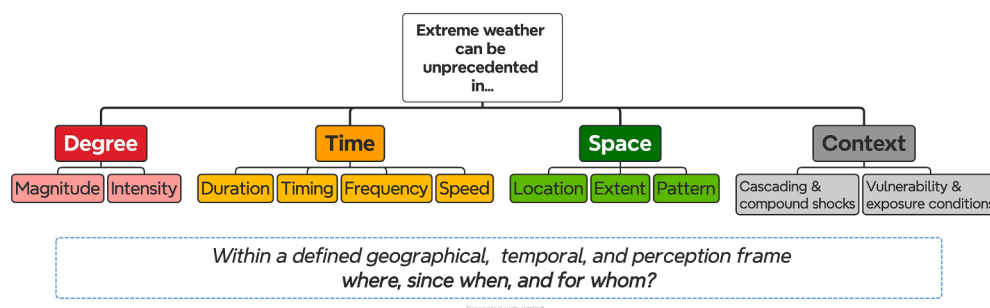 Extreme weather
can be
unprecedented
in...
Degree
Time
Space
Context
Magnitude
Intensity
Duration
Timing
Frequency
Speed
Location
Extent
Pattern
Cascading &
compound shocks
Vulnerability &
exposure conditions
Within a defined geographical, temporal, and perception frame
where, since when, and for whom?